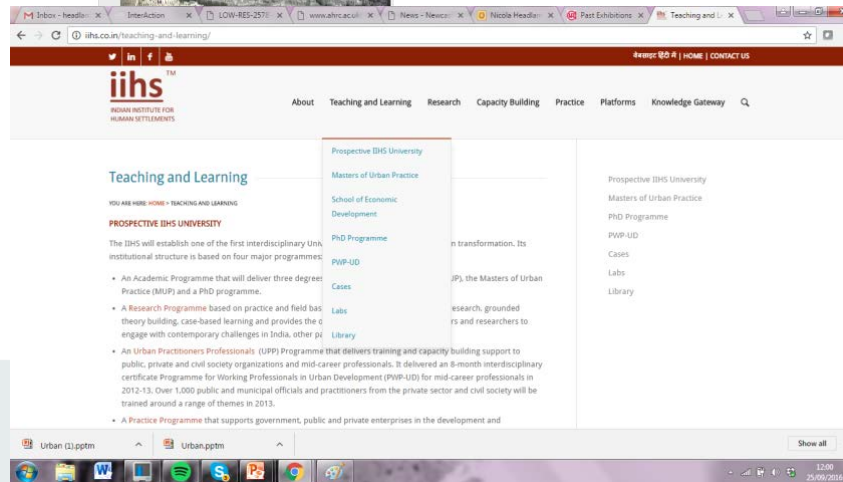 Inbox - headlan
InterAction
LOW-RES-2578
www.ahrc.ac.uk/
News - Newcas
Nicola Headlan
Past Exhibitions
Teaching and Le
iihs.co.in/teaching-and-learning/
वेबसाइट हिंदी में | HOME | CONTACT US
iihs TM
INDIAN INSTITUTE FOR
HUMAN SETTLEMENTS
About Teaching and Learning Research Capacity Building Practice Platforms Knowledge Gateway
Prospective IIHS University
Masters of Urban Practice
School of Economic
Development
PhD Programme
PWP-UD
Cases
Labs
Library
Teaching and Learning
YOU ARE HERE: HOME > TEACHING AND LEARNING
PROSPECTIVE IIHS UNIVERSITY
The IIHS will establish one of the first interdisciplinary Univ n transformation. Its
institutional structure is based on four major programmes:
• An Academic Programme that will deliver three degrees UP), the Masters of Urban
Practice (MUP) and a PhD programme.
• A Research Programme based on practice and field bas esearch, grounded
theory building, case-based learning and provides the o rs and researchers to
engage with contemporary challenges in India, other pa
• An Urban Practitioners Professionals (UPP) Programme that delivers training and capacity building support to
public, private and civil society organizations and mid-career professionals. It delivered an 8-month interdisciplinary
certificate Programme for Working Professionals in Urban Development (PWP-UD) for mid-career professionals in
2012-13. Over 1,000 public and municipal officials and practitioners from the private sector and civil society will be
trained around a range of themes in 2013.
• A Practice Programme that supports government, public and private enterprises in the development and
Prospective IIHS University
Masters of Urban Practice
PhD Programme
PWP-UD
Cases
Labs
Library
Urban (1).pptm
Urban.pptm
Show all
12:00
25/09/2016